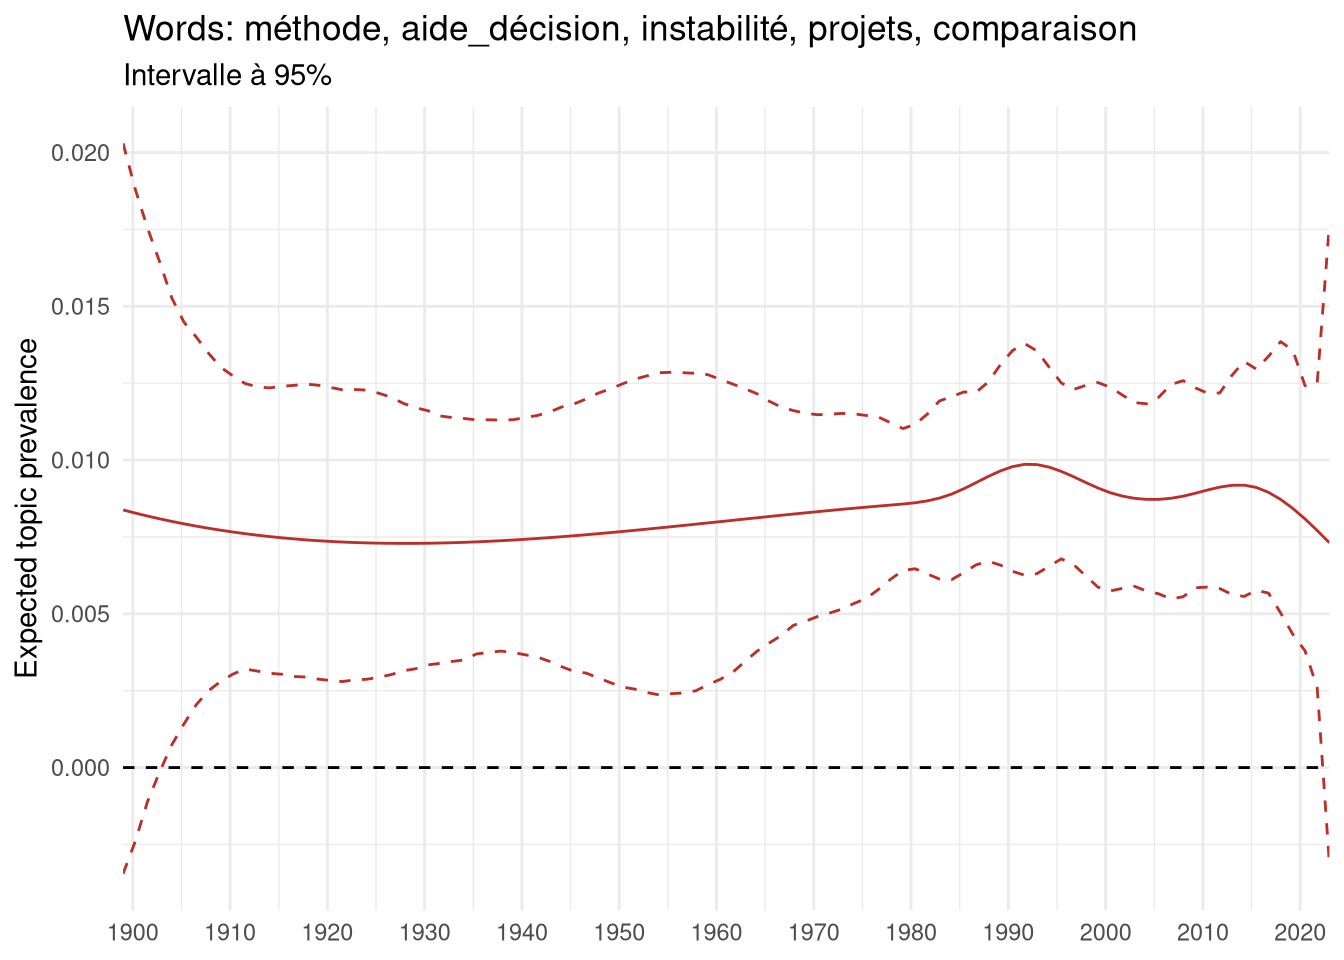 Words: méthode, aide_décision, instabilité, projets, comparaison
Intervalle à 95%
Expected topic prevalence
0.020
0.015
0.010
0.005
0.000
1900 1910 1920 1930 1940 1950 1960 1970 1980 1990 2000 2010 2020